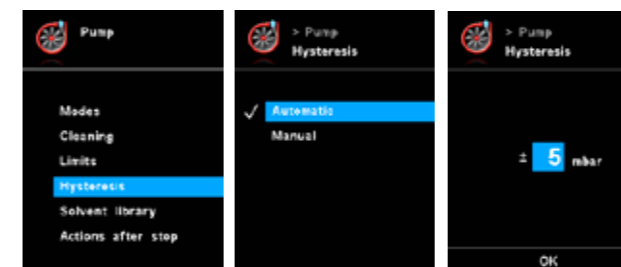 Pump
Modes
Cleaning
Limits
Hysteresis
Solvent library
Actions after stop
> Pump
Hysteresis
✓ Automatic
Manual
> Pump
Hysteresis
± 5 mbar
OK